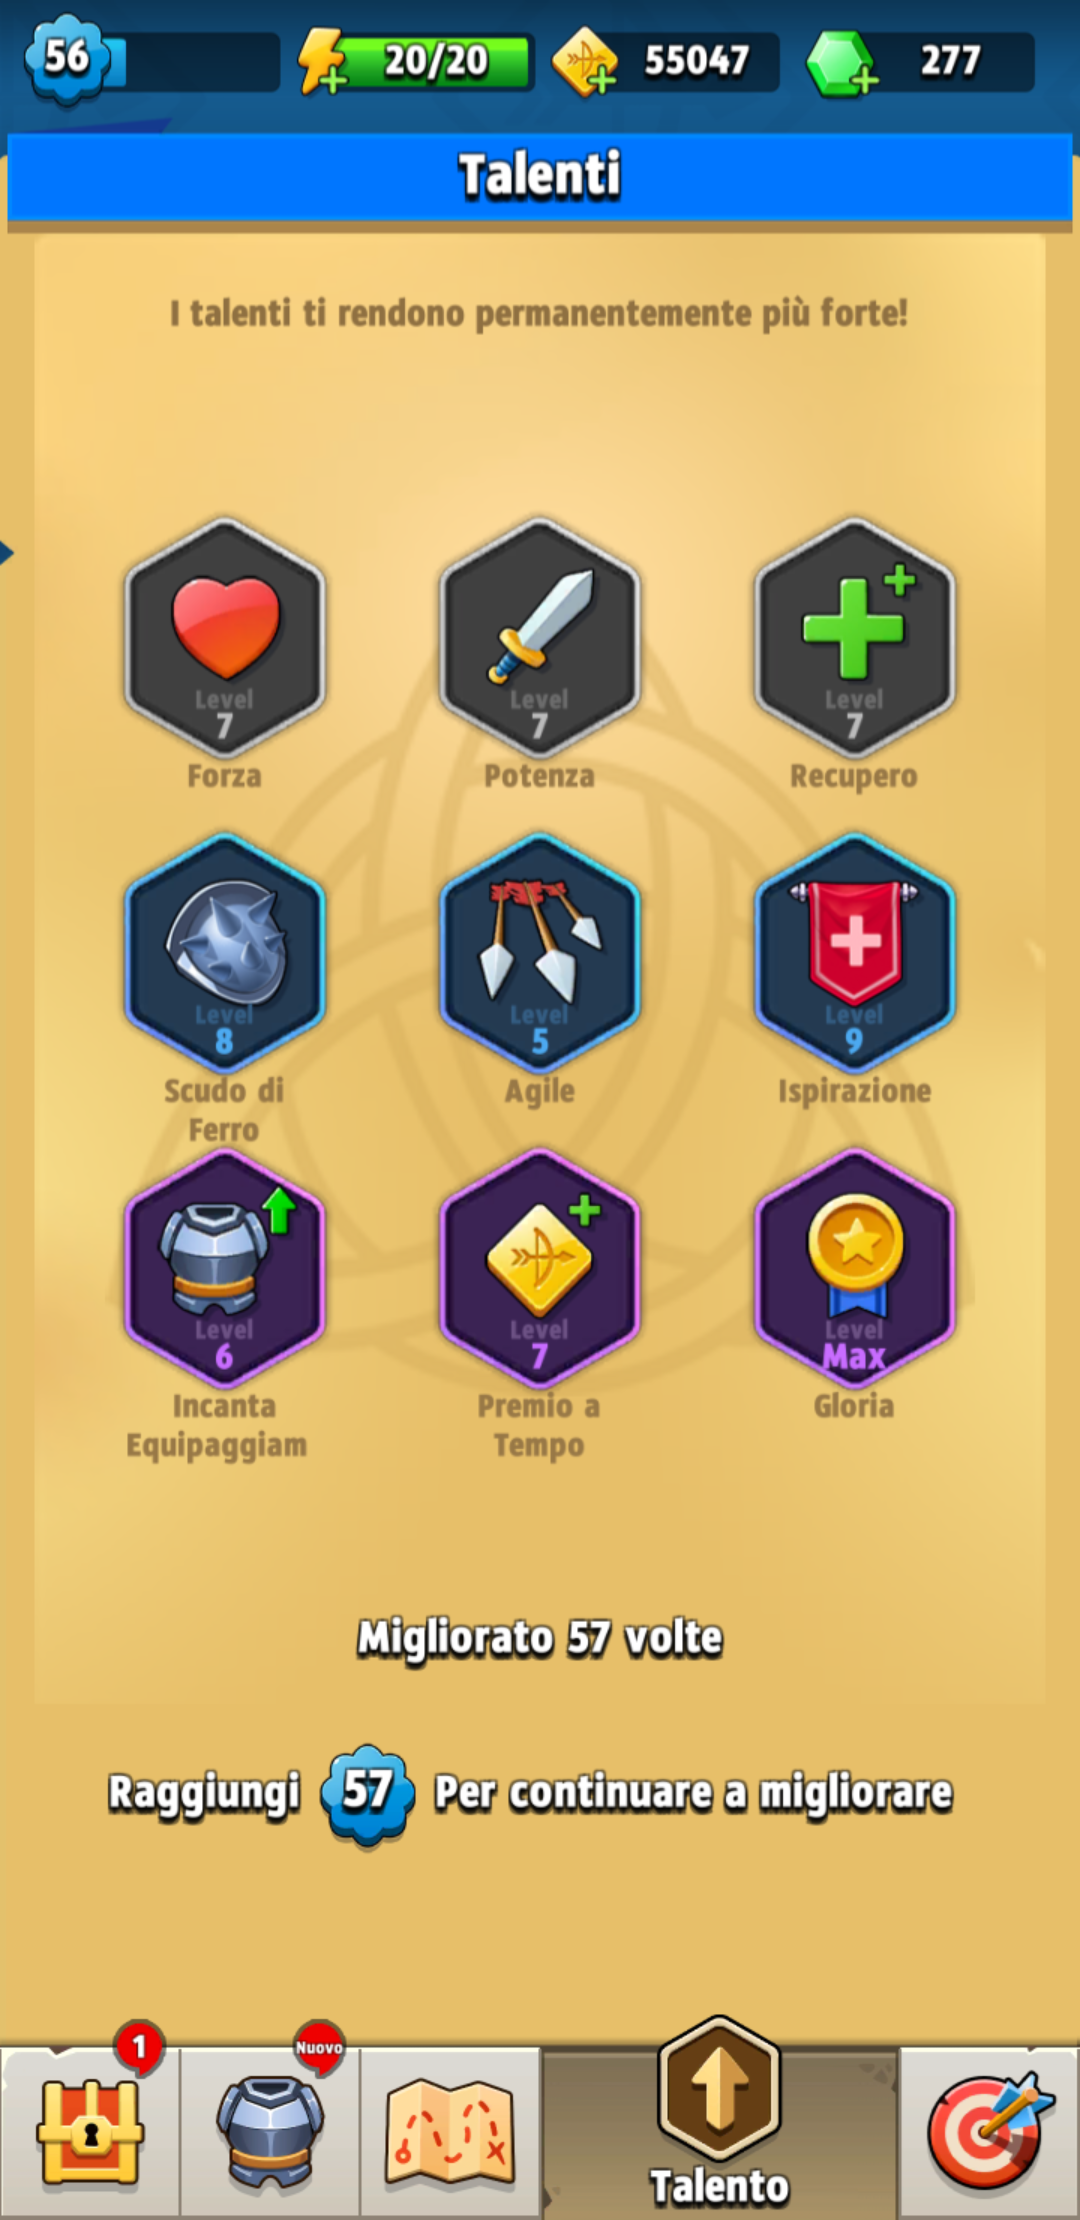 56
20/20
55047
277
Talenti
I talenti ti rendono permanentemente più forte!
Level Level Level
7 7 7
Forza Potenza Recupero
Level Level Level
8 5 9
Scudo di Agile Ispirazione
Ferro
Level Level Level
6 7 Max
Incanta Premio a Gloria
Equipaggiam Tempo
Migliorato 57 volte
Raggiungi 57 Per continuare a migliorare
1
Nuovo
Talento